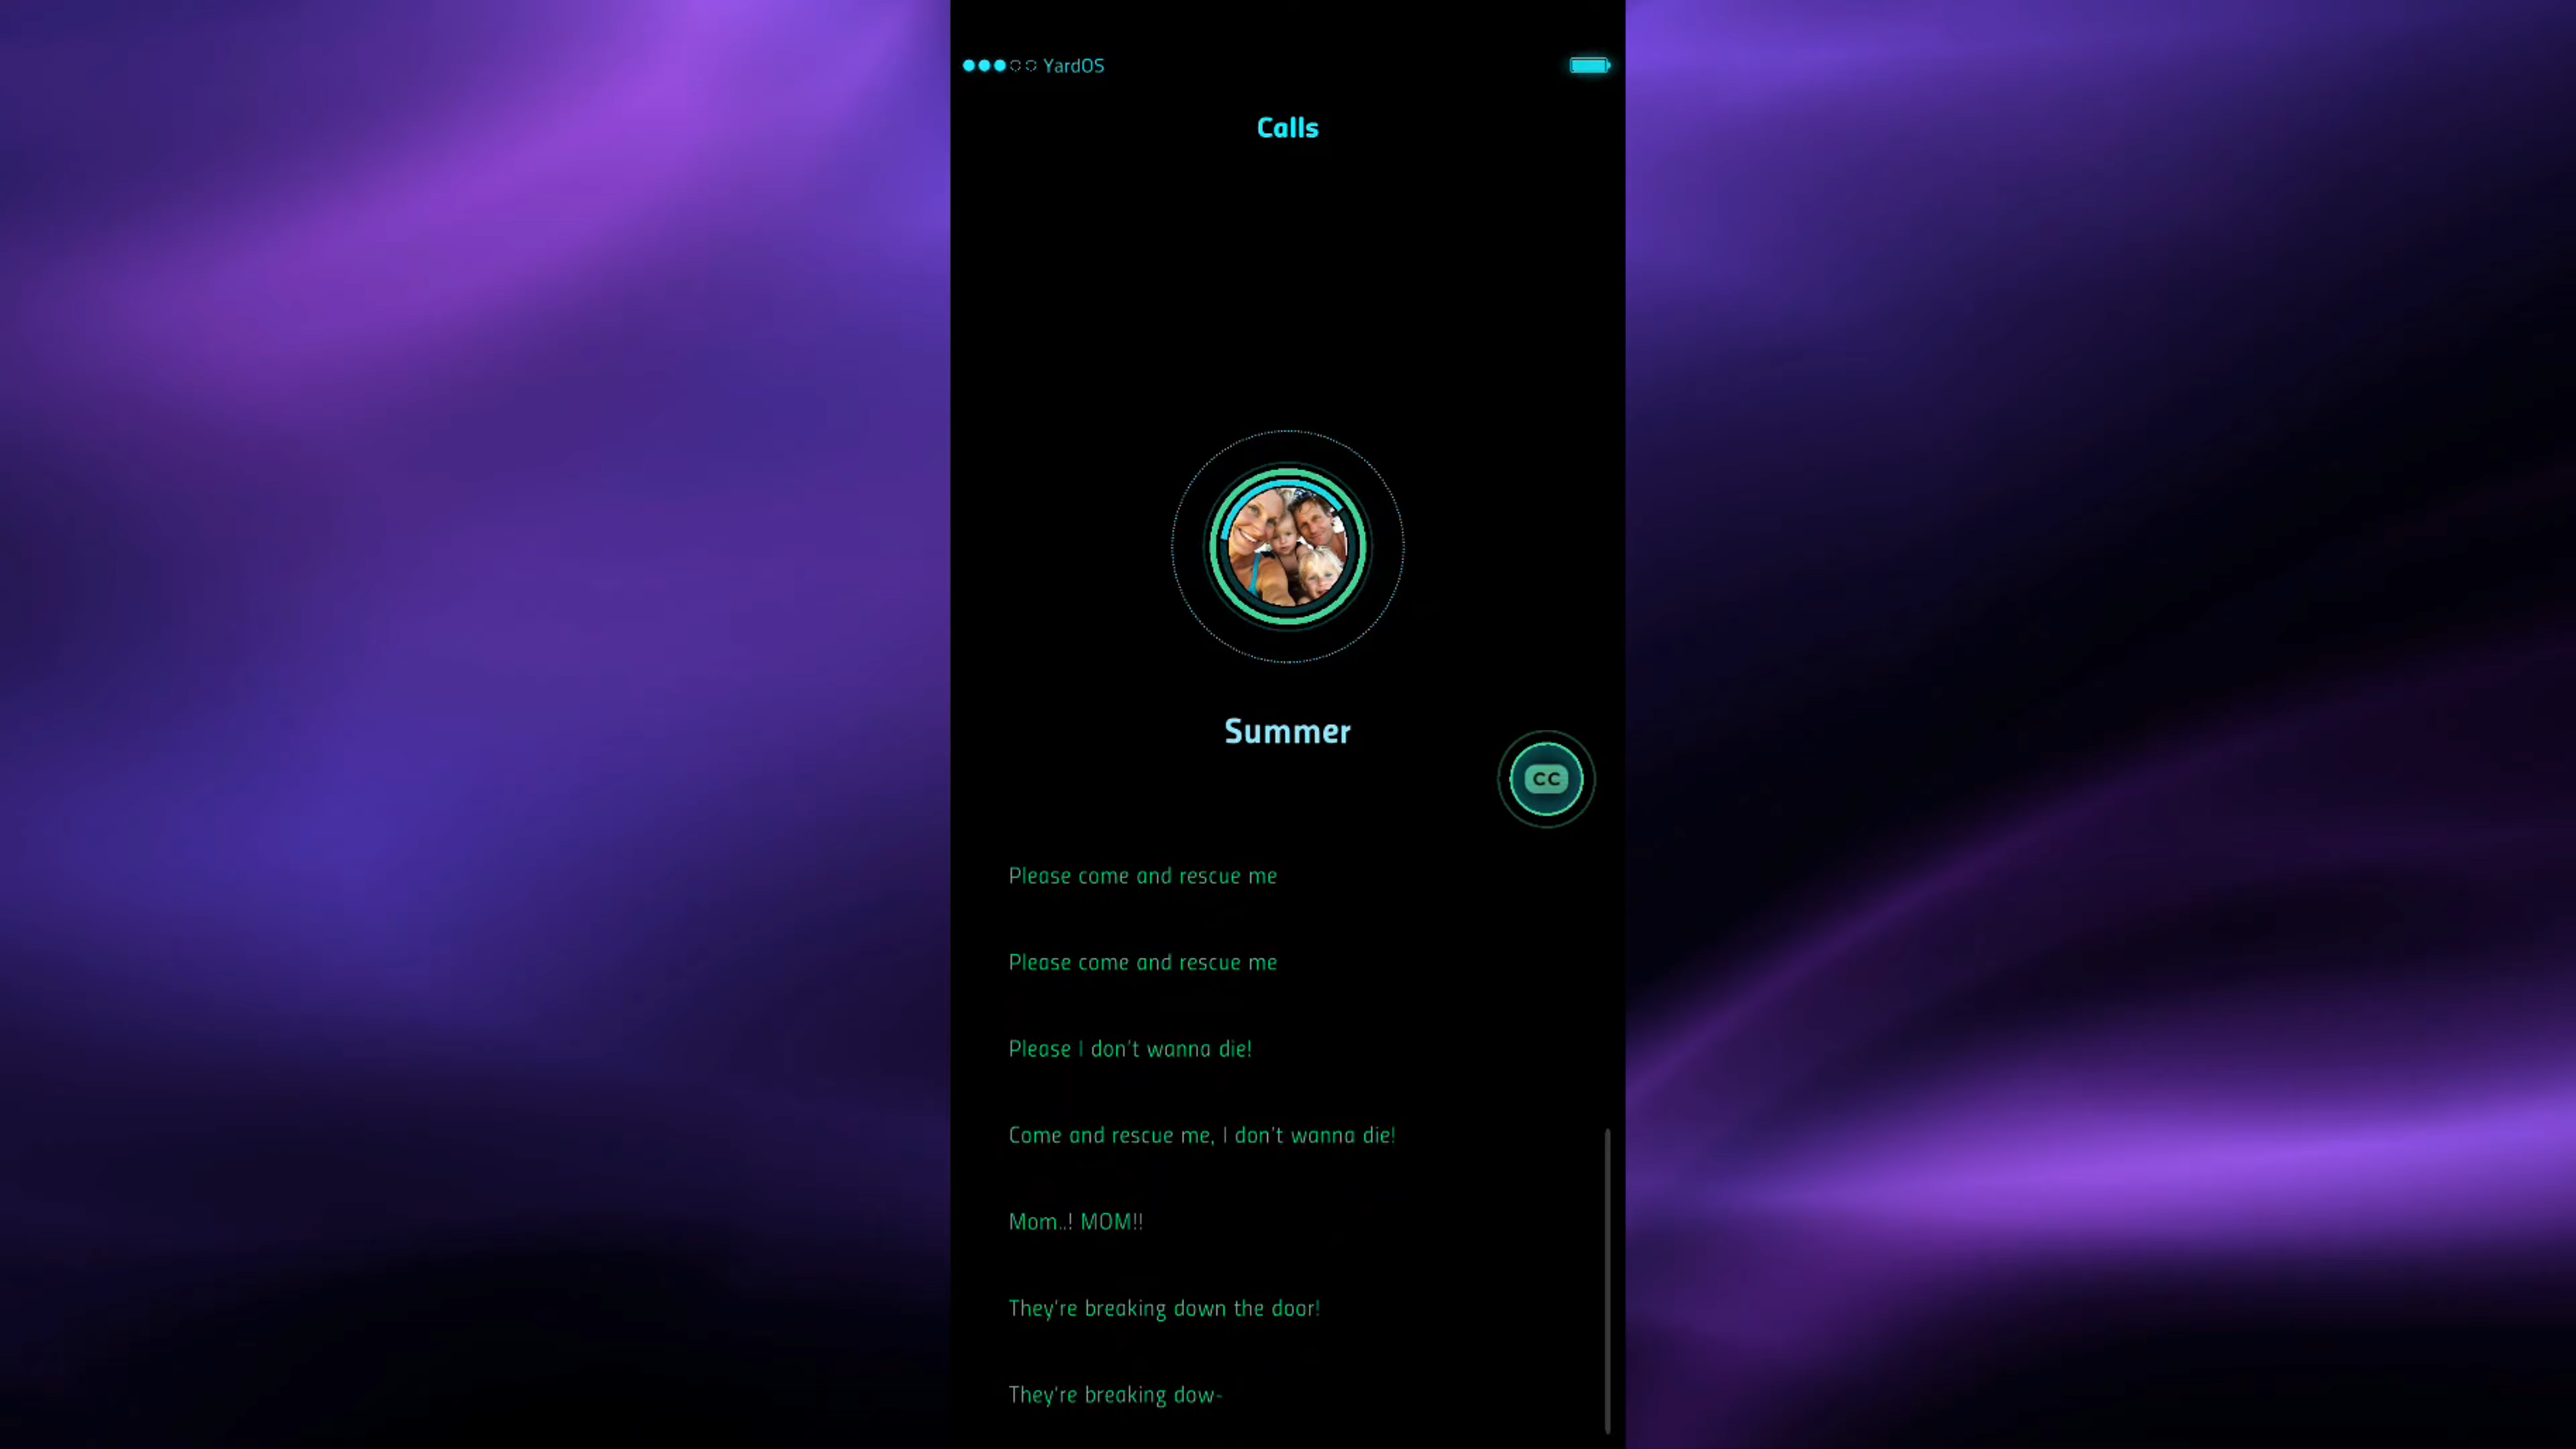 YardOS
Calls
Summer
CC
Please come and rescue me
Please come and rescue me
Please I don't wanna die!
Come and rescue me, I don't wanna die!
Mom..! MOM!!
They're breaking down the door!
They're breaking dow-